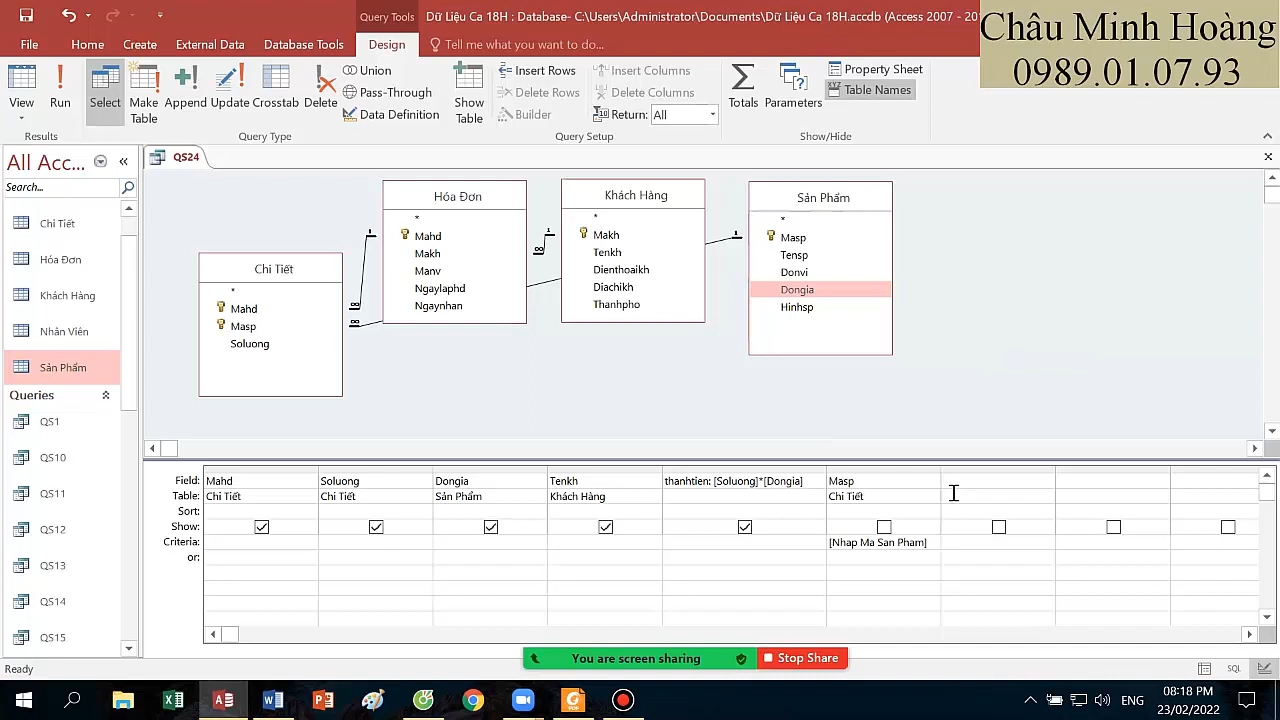 Query Tools
Dữ Liệu Ca 18H : Database- C:\Users\Administrator\Documents\Dữ Liệu Ca 18H.accdb (Access 2007 - 20
Châu Minh Hoàng
0989.01.07.93
File Home Create External Data Database Tools Design Tell me what you want to do...
View Run Select Make Table Append Update Crosstab Delete
Union
Pass-Through
Data Definition
Show Table
Insert Rows
Delete Rows
Builder
Insert Columns
Delete Columns
Return: All
Totals Parameters
Property Sheet
Table Names
Results Query Type Query Setup Show/Hide
All Acc...
Search...
Chi Tiết
Hóa Đơn
Khách Hàng
Nhân Viên
Sản Phẩm
Queries
QS1
QS10
QS11
QS12
QS13
QS14
QS15
QS24
Chi Tiết
*
Mahd
Masp
Soluong
Hóa Đơn
*
Mahd
Makh
Manv
Ngaylaphd
Ngaynhan
Khách Hàng
*
Makh
Tenkh
Dienthoaikh
Diachikh
Thanhpho
Sản Phẩm
*
Masp
Tensp
Donvi
Dongia
Hinhsp
Field: Mahd Soluong Dongia Tenkh thanhtien: [Soluong]*[Dongia] Masp
Table: Chi Tiết Chi Tiết Sản Phẩm Khách Hàng Chi Tiết
Sort:
Show:
Criteria: [Nhap Ma San Pham]
or:
You are screen sharing Stop Share
Ready
SQL
ENG
08:18 PM
23/02/2022